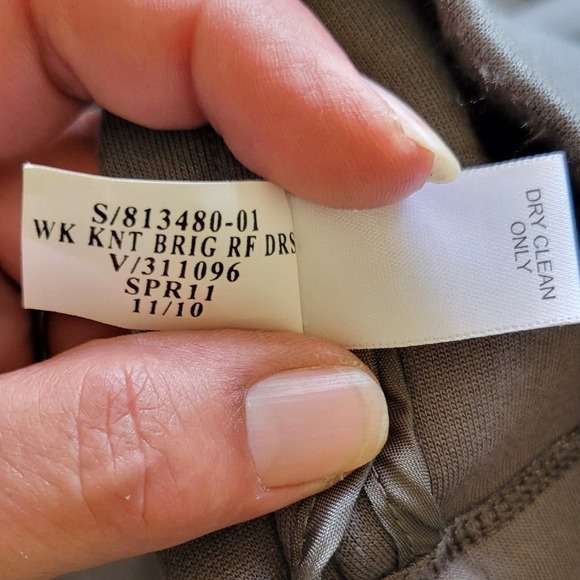 S/813480-01
WK KNT BRIG RF DRS
V/311096
SPR11
11/10
DRY CLEAN
ONLY